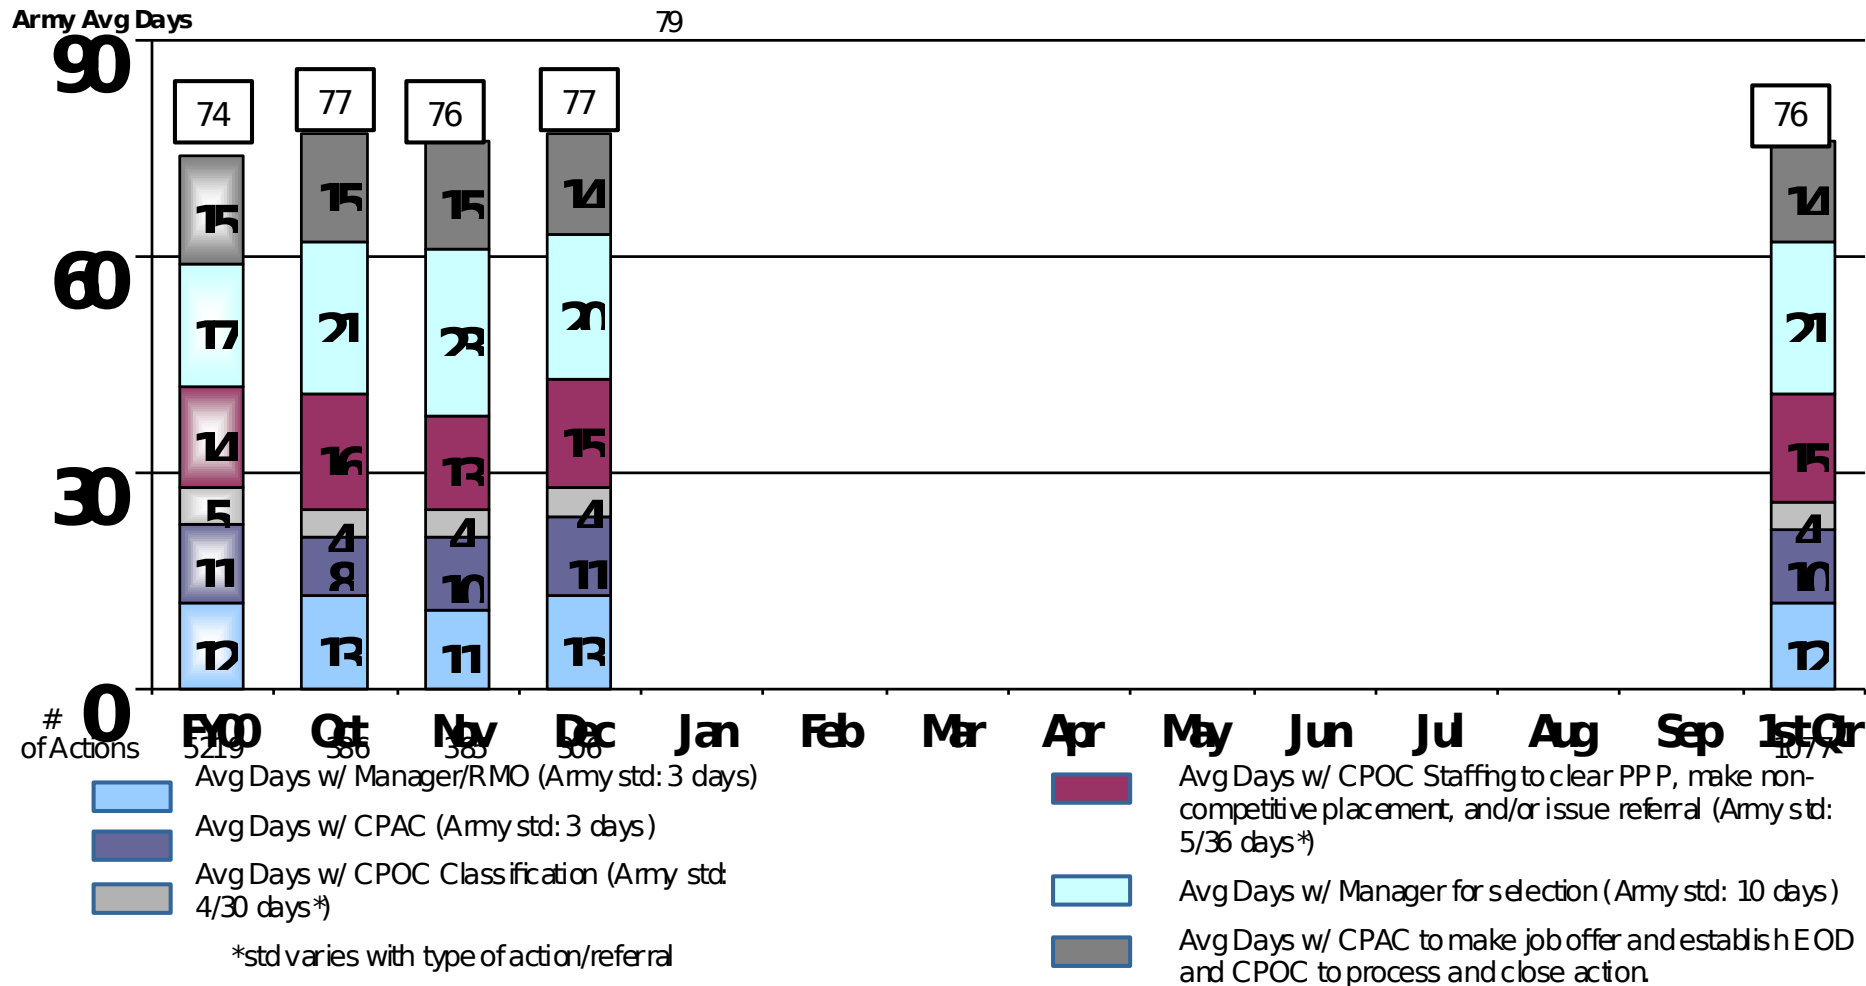 Army Avg Days 79
90
74 77 76 77 76
15 15 15 14 14
60
17 21 23 20 21
14 16 13 15 15
30
5 4 4 4 4
11 8 10 11 10
12 13 11 13 12
0
FY00 Oct Nov Dec Jan Feb Mar Apr May Jun Jul Aug Sep 1st Qtr
#
of Actions 5219 386 385 306 1077
Avg Days w/ Manager/RMO (Army std: 3 days)
Avg Days w/ CPAC (Army std: 3 days)
Avg Days w/ CPOC Classification (Army std:
4/30 days*)
*std varies with type of action/referral
Avg Days w/ CPOC Staffing to clear PPP, make non-
competitive placement, and/or issue referral (Army std:
5/36 days*)
Avg Days w/ Manager for selection (Army std: 10 days)
Avg Days w/ CPAC to make job offer and establish EOD
and CPOC to process and close action.